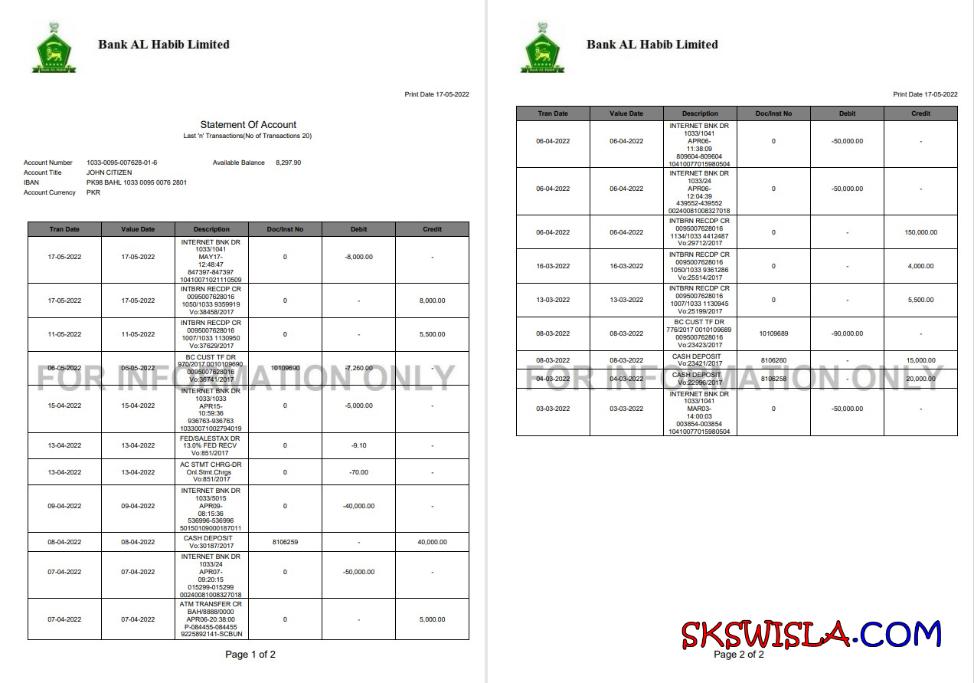 Bank AL Habib Limited
Print Date 17-05-2022
Statement Of Account
Last 'n' Transactions(No of Transactions 20)
Account Number 1033-0095-007628-01-6 Available Balance 8,297.90
Account Title JOHN CITIZEN
IBAN PK98 BAHL 1033 0095 0076 2801
Account Currency PKR
Tran Date Value Date Description Doc/Inst No Debit Credit
INTERNET BNK DR
1033/1041
MAY17-
17-05-2022 17-05-2022 12:48:47 0 -8,000.00 -
847397-847397
10410071021110509
INTBRN RECDP CR
0095007628016
17-05-2022 17-05-2022 1050/1033 9359919 0 - 8,000.00
Vo:38458/2017
INTBRN RECDP CR
0095007628016
11-05-2022 11-05-2022 1007/1033 1130950 0 - 5,500.00
Vo:37629/2017
BC CUST TF DR
970/2017 0010109690
06-05-2022 06-05-2022 0095007628016 10109690 -7,260.00 -
Vo:36741/2017
INTERNET BNK DR
1033/1033
APR15-
15-04-2022 15-04-2022 10:59:36 0 -5,000.00 -
936763-936763
10330071002794019
FED/SALESTAX DR
13-04-2022 13-04-2022 13.0% FED RECV 0 -9.10 -
Vo:851/2017
AC STMT CHRG-DR
13-04-2022 13-04-2022 Onl.Stmt.Chrgs 0 -70.00 -
Vo:851/2017
INTERNET BNK DR
1033/5015
APR09-
09-04-2022 09-04-2022 08:15:36 0 -40,000.00 -
536996-536996
50150109000187011
CASH DEPOSIT
08-04-2022 08-04-2022 Vo:30187/2017 8106259 - 40,000.00
INTERNET BNK DR
1033/24
APR07-
07-04-2022 07-04-2022 09:20:15 0 -50,000.00 -
015299-015299
00240081008327018
ATM TRANSFER CR
BAH/8888/0000
07-04-2022 07-04-2022 APR06-20:38:00 0 - 5,000.00
P-084455-084455
9225892141-SCBUN
FOR INFORMATION ONLY
Page 1 of 2
Bank AL Habib Limited
Print Date 17-05-2022
Tran Date Value Date Description Doc/Inst No Debit Credit
INTERNET BNK DR
1033/1041
APR06-
06-04-2022 06-04-2022 11:38:09 0 -50,000.00 -
809604-809604
10410077015980504
INTERNET BNK DR
1033/24
APR06-
06-04-2022 06-04-2022 12:04:39 0 -50,000.00 -
439552-439552
00240081008327018
INTBRN RECDP CR
0095007628016
06-04-2022 06-04-2022 1134/1033 4412487 0 - 150,000.00
Vo:29712/2017
INTBRN RECDP CR
0095007628016
16-03-2022 16-03-2022 1050/1033 9361286 0 - 4,000.00
Vo:25514/2017
INTBRN RECDP CR
0095007628016
13-03-2022 13-03-2022 1007/1033 1130945 0 - 5,500.00
Vo:25199/2017
BC CUST TF DR
776/2017 0010109689
08-03-2022 08-03-2022 0095007628016 10109689 -90,000.00 -
Vo:23423/2017
CASH DEPOSIT
08-03-2022 08-03-2022 Vo:23421/2017 8106260 - 15,000.00
CASH DEPOSIT
04-03-2022 04-03-2022 Vo:22996/2017 8106258 - 20,000.00
INTERNET BNK DR
1033/1041
MAR03-
03-03-2022 03-03-2022 14:00:03 0 -50,000.00 -
003854-003854
10410077015980504
FOR INFORMATION ONLY
SKSWISLA.COM
Page 2 of 2